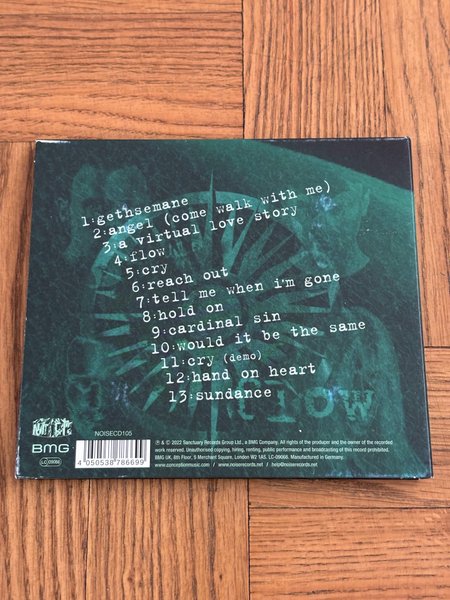 1:gethsemane
2:angel (come walk with me)
3:a virtual love story
4:flow
5:cry
6:reach out
7:tell me when i'm gone
8:hold on
9:cardinal sin
10:would it be the same
11:cry (demo)
12:hand on heart
13:sundance
flow
NOISE
BMG
LC-09066
NOISECD105
4 050538 786699
℗ & © 2022 Sanctuary Records Group Ltd., a BMG Company. All rights of the producer and the owner of the recorded
work reserved. Unauthorised copying, hiring, renting, public performance and broadcasting of this record prohibited.
BMG UK, 8th Floor, 5 Merchant Square, London W2 1AS. LC-09066. Manufactured in Germany.
www.conceptionmusic.com / www.noiserecords.net / help@noiserecords.net